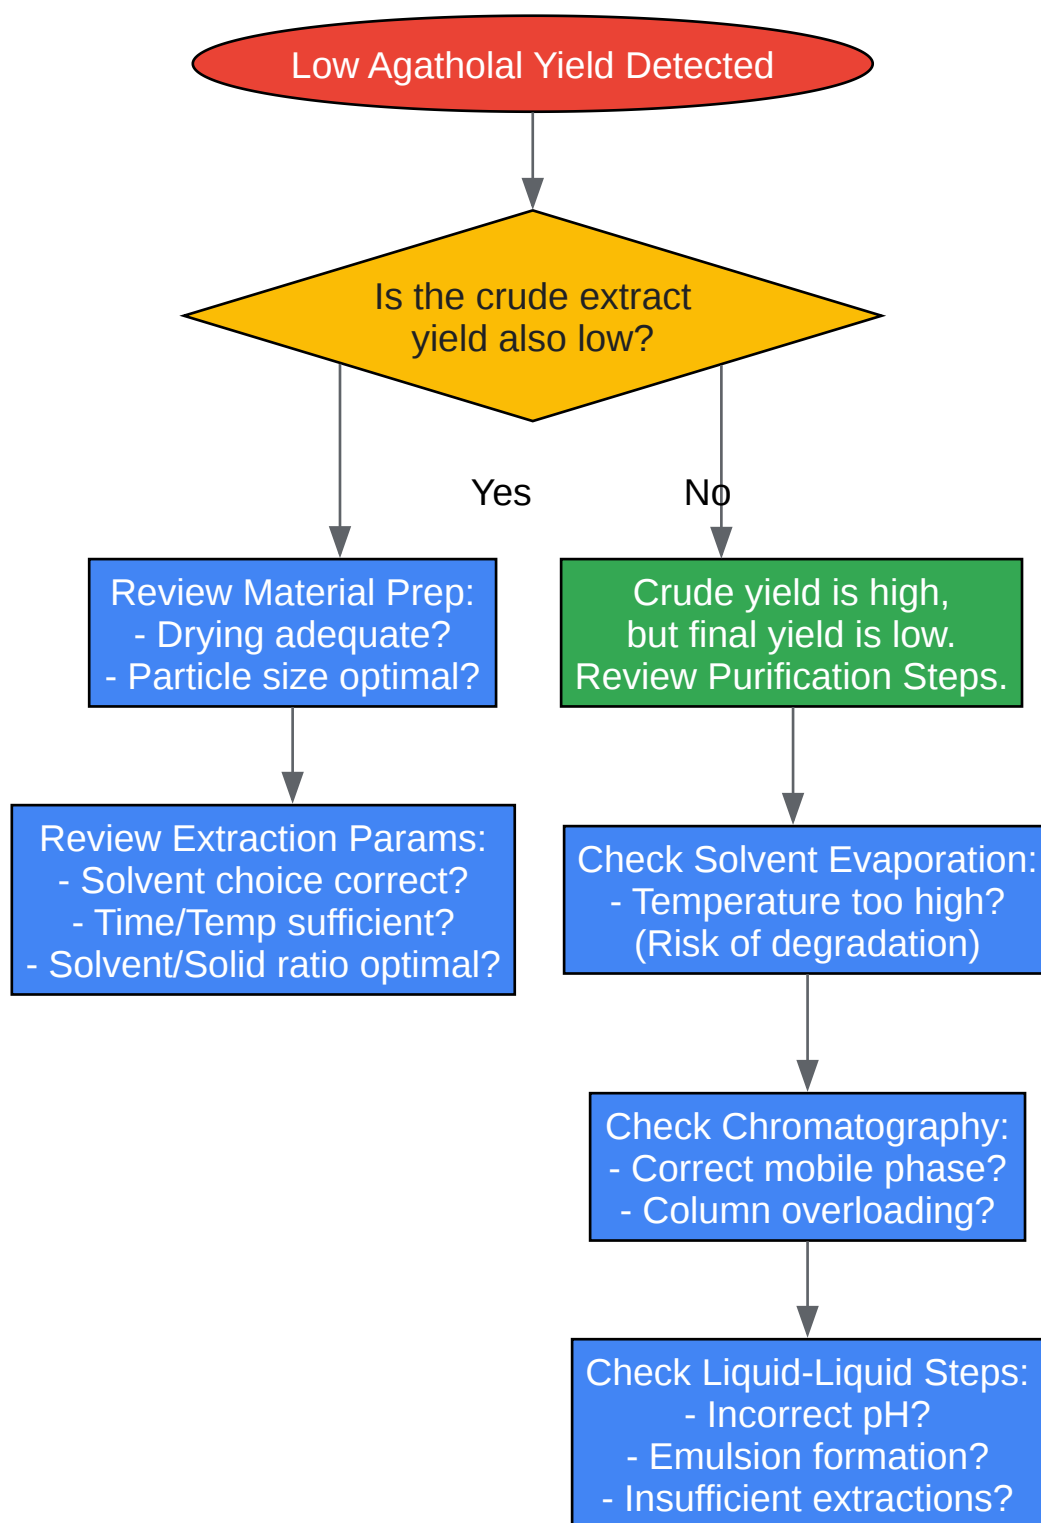 Low Agatholal Yield Detected
Is the crude extract
yield also low?
Yes
No
Review Material Prep:
- Drying adequate?
- Particle size optimal?
Crude yield is high,
but final yield is low.
Review Purification Steps.
Review Extraction Params:
- Solvent choice correct?
- Time/Temp sufficient?
- Solvent/Solid ratio optimal?
Check Solvent Evaporation:
- Temperature too high?
(Risk of degradation)
Check Chromatography:
- Correct mobile phase?
- Column overloading?
Check Liquid-Liquid Steps:
- Incorrect pH?
- Emulsion formation?
- Insufficient extractions?